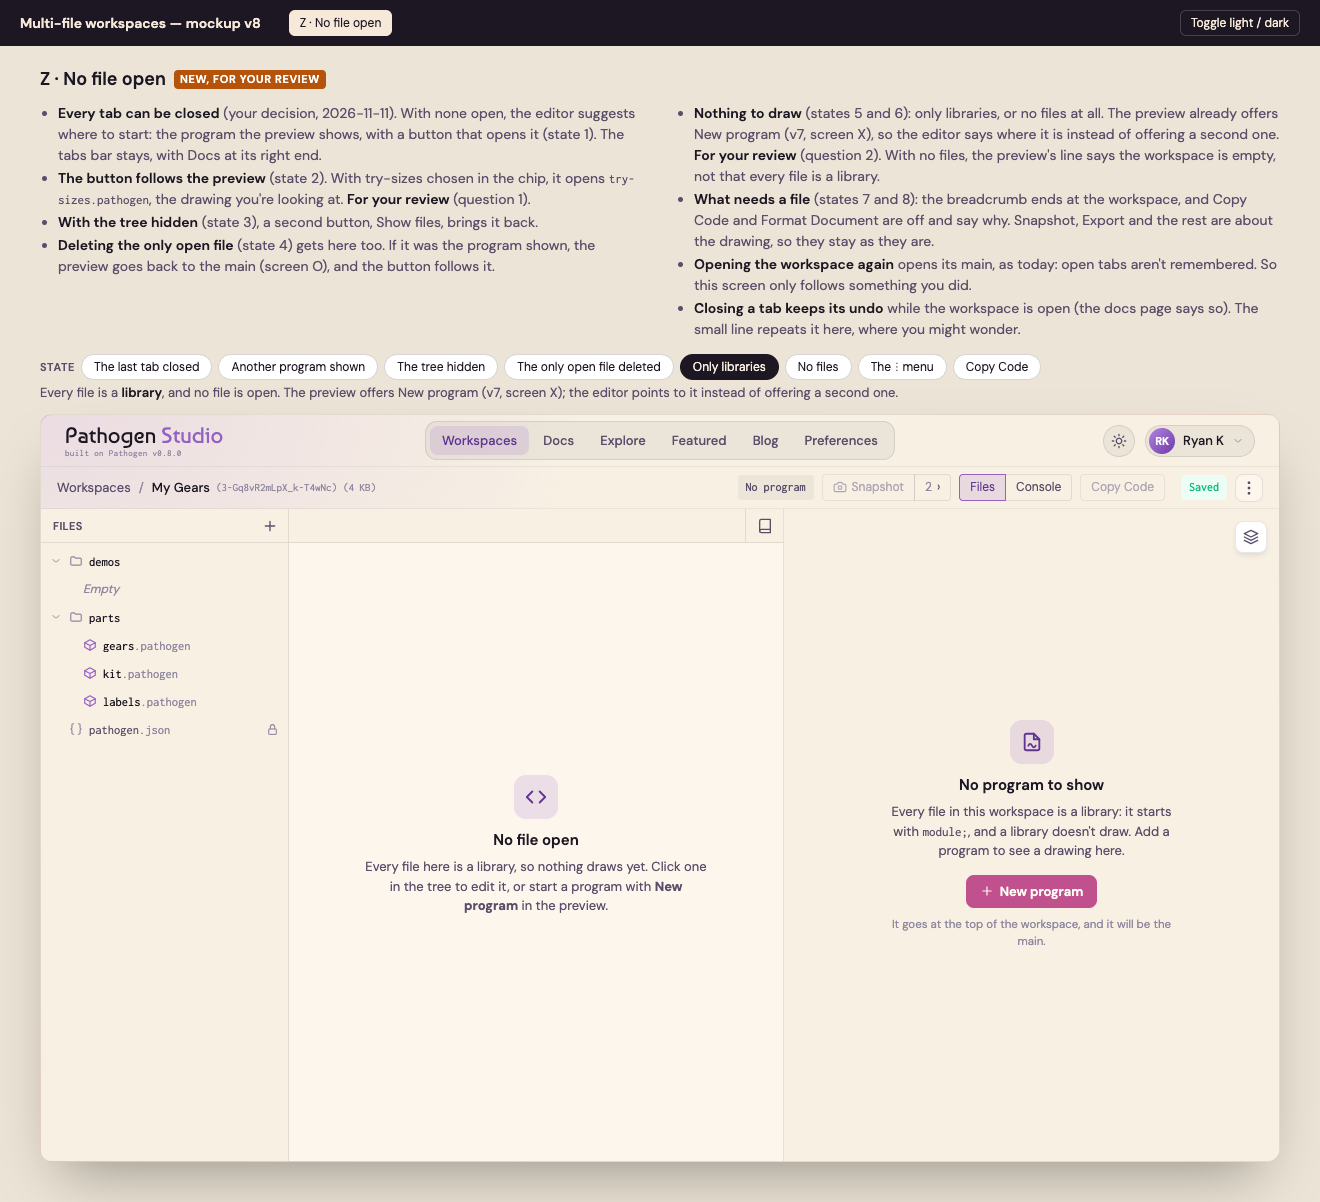 Multi-file workspaces — mockup v8
Z · No file open
Toggle light / dark
Z · No file open
NEW, FOR YOUR REVIEW
Every tab can be closed (your decision, 2026-11-11). With none open, the editor suggests
where to start: the program the preview shows, with a button that opens it (state 1). The
tabs bar stays, with Docs at its right end.
The button follows the preview (state 2). With try-sizes chosen in the chip, it opens try-
sizes.pathogen, the drawing you're looking at. For your review (question 1).
With the tree hidden (state 3), a second button, Show files, brings it back.
Deleting the only open file (state 4) gets here too. If it was the program shown, the
preview goes back to the main (screen O), and the button follows it.
Nothing to draw (states 5 and 6): only libraries, or no files at all. The preview already offers
New program (v7, screen X), so the editor says where it is instead of offering a second one.
For your review (question 2). With no files, the preview's line says the workspace is empty,
not that every file is a library.
What needs a file (states 7 and 8): the breadcrumb ends at the workspace, and Copy
Code and Format Document are off and say why. Snapshot, Export and the rest are about
the drawing, so they stay as they are.
Opening the workspace again opens its main, as today: open tabs aren't remembered. So
this screen only follows something you did.
Closing a tab keeps its undo while the workspace is open (the docs page says so). The
small line repeats it here, where you might wonder.
STATE
The last tab closed
Another program shown
The tree hidden
The only open file deleted
Only libraries
No files
The ⋮ menu
Copy Code
Every file is a library, and no file is open. The preview offers New program (v7, screen X); the editor points to it instead of offering a second one.
Pathogen Studio
built on Pathogen v0.8.0
Workspaces
Docs
Explore
Featured
Blog
Preferences
RK
Ryan K
Workspaces / My Gears (3-Gq8vR2mLpX_k-T4wNc) (4 KB)
No program
Snapshot
2 ›
Files
Console
Copy Code
Saved
FILES
demos
Empty
parts
gears.pathogen
kit.pathogen
labels.pathogen
{} pathogen.json
No file open
Every file here is a library, so nothing draws yet. Click one
in the tree to edit it, or start a program with New
program in the preview.
No program to show
Every file in this workspace is a library: it starts
with module;, and a library doesn't draw. Add a
program to see a drawing here.
+ New program
It goes at the top of the workspace, and it will be the
main.